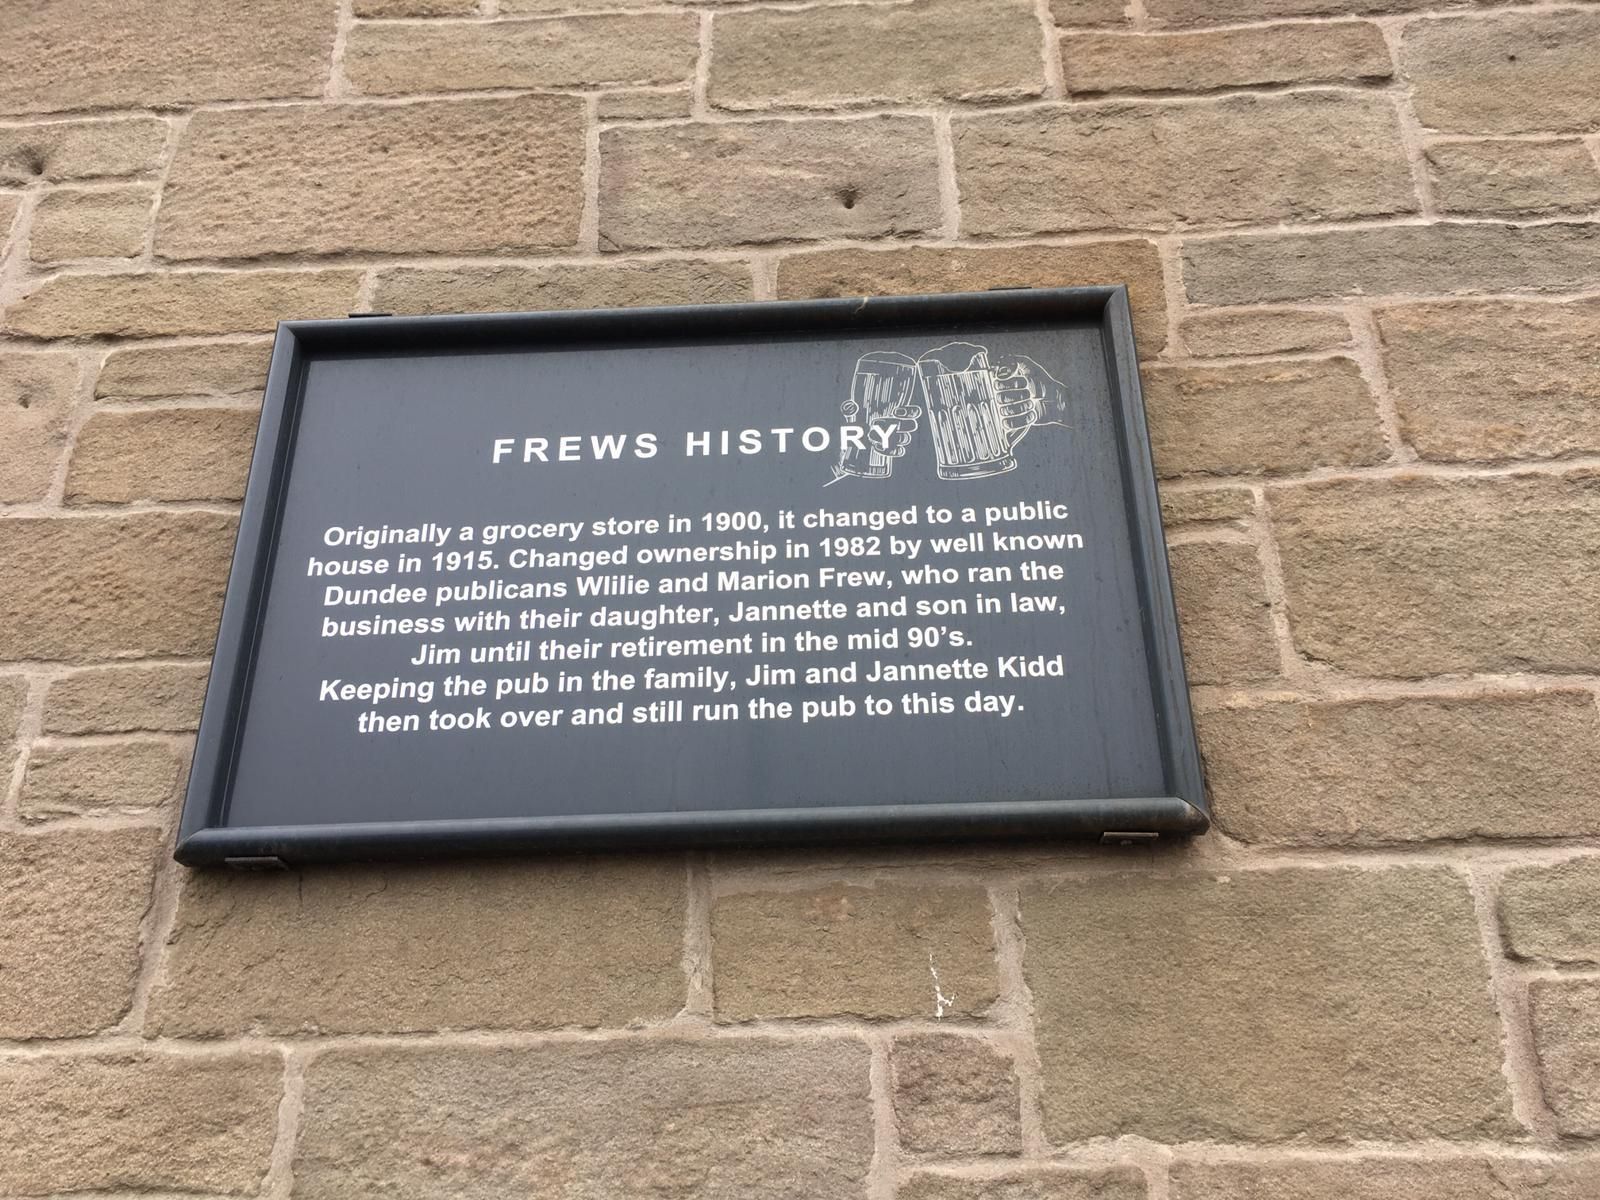 FREWS HISTORY
Originally a grocery store in 1900, it changed to a public
house in 1915. Changed ownership in 1982 by well known
Dundee publicans Wlilie and Marion Frew, who ran the
business with their daughter, Jannette and son in law,
Jim until their retirement in the mid 90's.
Keeping the pub in the family, Jim and Jannette Kidd
then took over and still run the pub to this day.